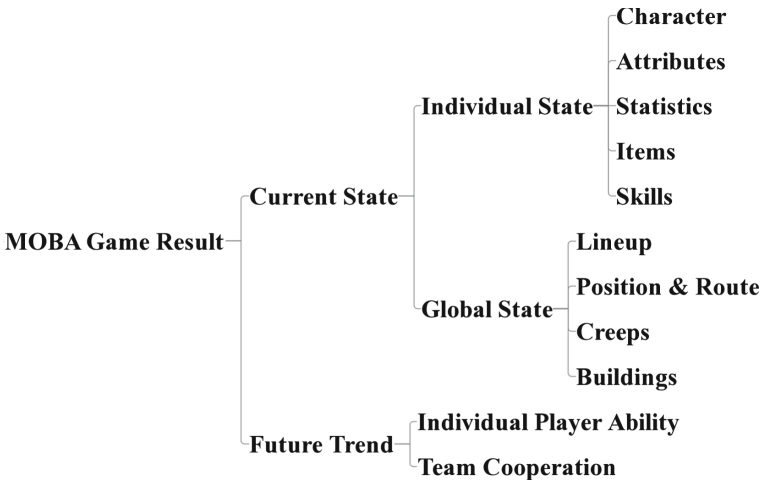 Character
Attributes
Individual State
Statistics
Items
Current State
Skills
MOBA Game Result
Lineup
Position & Route
Global State
Creeps
Buildings
Individual Player Ability
Future Trend
Team Cooperation